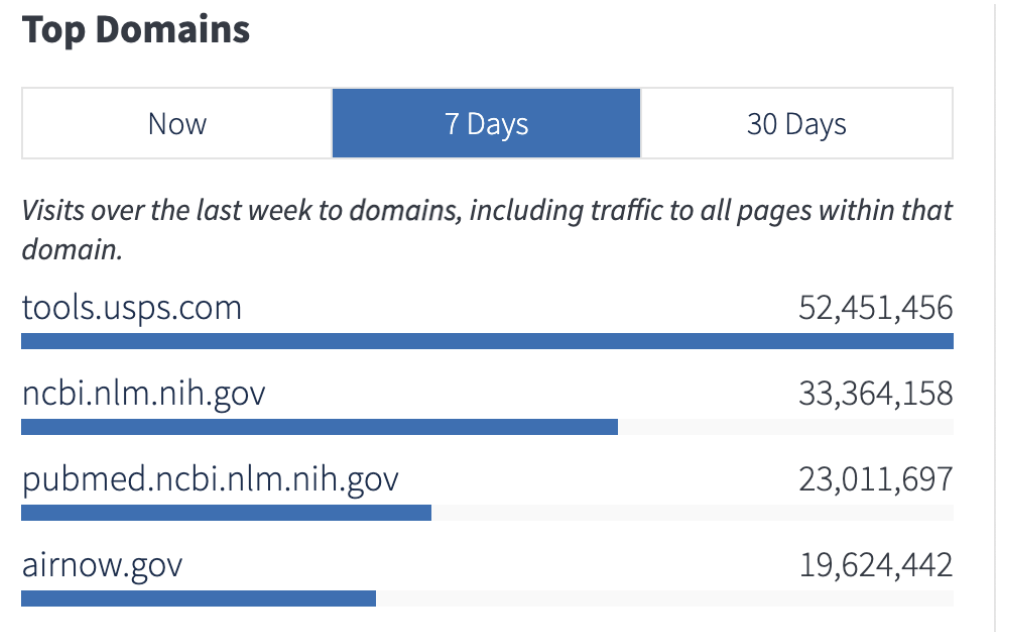 Top Domains
Now 7 Days 30 Days
Visits over the last week to domains, including traffic to all pages within that
domain.
tools.usps.com 52,451,456
ncbi.nlm.nih.gov 33,364,158
pubmed.ncbi.nlm.nih.gov 23,011,697
airnow.gov 19,624,442